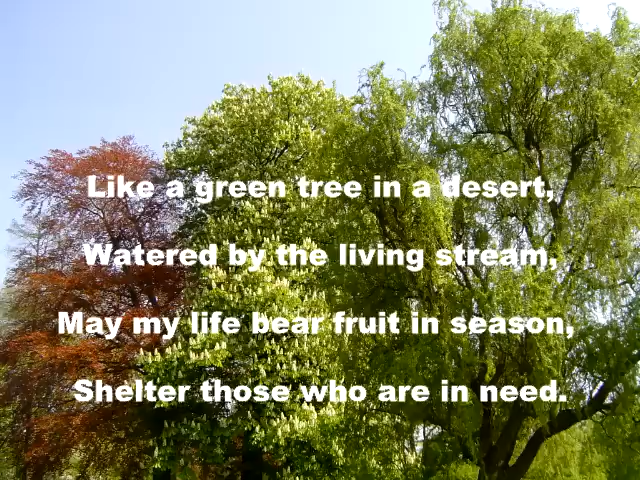 Like a green tree in a desert,
Watered by the living stream,
May my life bear fruit in season,
Shelter those who are in need.